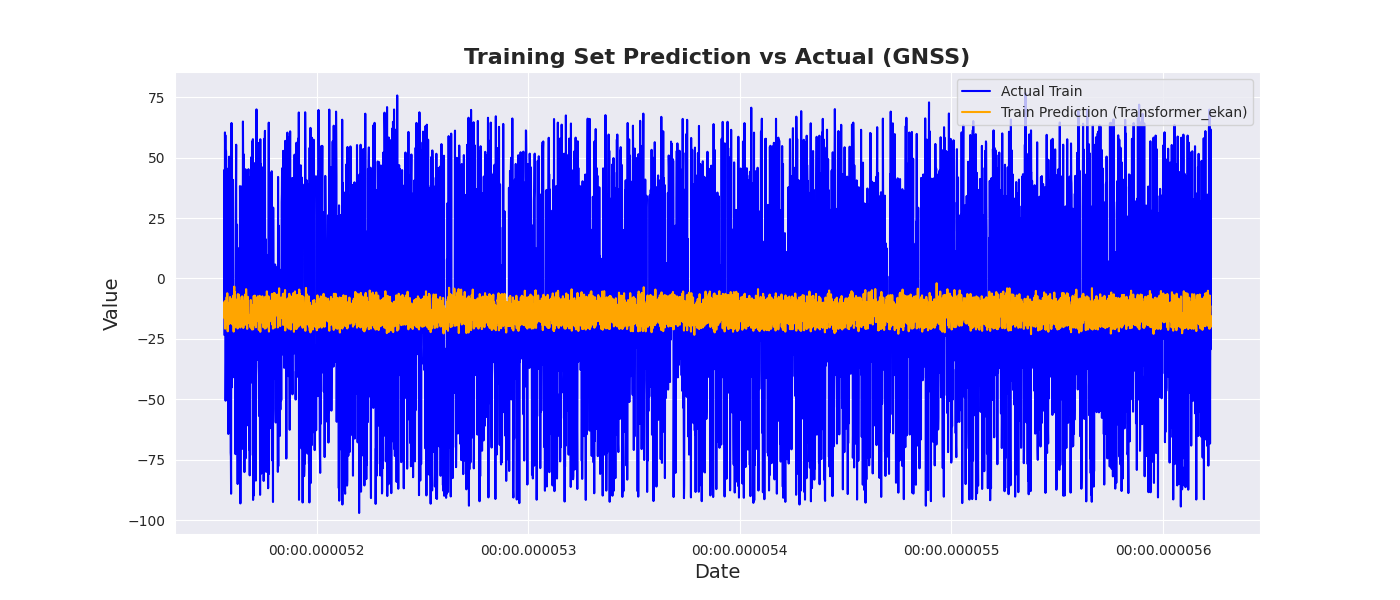 Training Set Prediction vs Actual (GNSS)
Actual Train
Train Prediction (Transformer_ekan)
Value
75
50
25
0
−25
−50
−75
−100
00:00.000052
00:00.000053
00:00.000054
00:00.000055
00:00.000056
Date